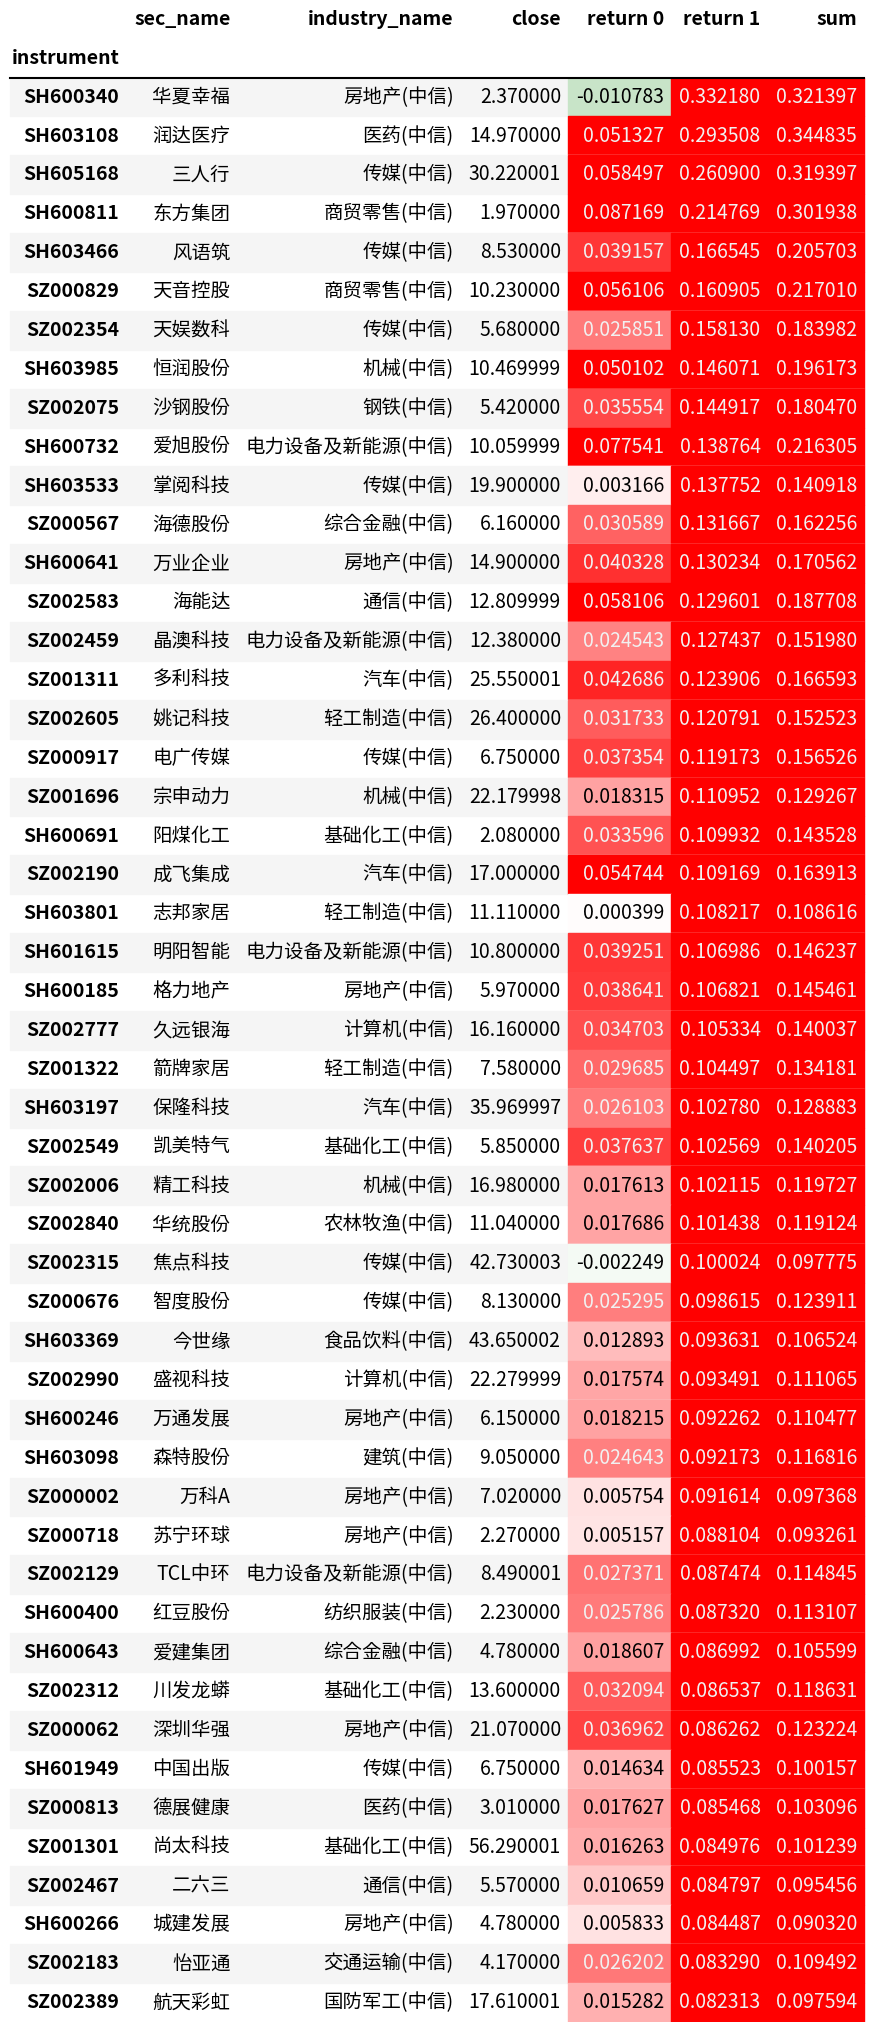 sec_name industry_name close return 0 return 1 sum
instrument
SH600340 华夏幸福 房地产(中信) 2.370000 -0.010783 0.332180 0.321397
SH603108 润达医疗 医药(中信) 14.970000 0.051327 0.293508 0.344835
SH605168 三人行 传媒(中信) 30.220001 0.058497 0.260900 0.319397
SH600811 东方集团 商贸零售(中信) 1.970000 0.087169 0.214769 0.301938
SH603466 风语筑 传媒(中信) 8.530000 0.039157 0.166545 0.205703
SZ000829 天音控股 商贸零售(中信) 10.230000 0.056106 0.160905 0.217010
SZ002354 天娱数科 传媒(中信) 5.680000 0.025851 0.158130 0.183982
SH603985 恒润股份 机械(中信) 10.469999 0.050102 0.146071 0.196173
SZ002075 沙钢股份 钢铁(中信) 5.420000 0.035554 0.144917 0.180470
SH600732 爱旭股份 电力设备及新能源(中信) 10.059999 0.077541 0.138764 0.216305
SH603533 掌阅科技 传媒(中信) 19.900000 0.003166 0.137752 0.140918
SZ000567 海德股份 综合金融(中信) 6.160000 0.030589 0.131667 0.162256
SH600641 万业企业 房地产(中信) 14.900000 0.040328 0.130234 0.170562
SZ002583 海能达 通信(中信) 12.809999 0.058106 0.129601 0.187708
SZ002459 晶澳科技 电力设备及新能源(中信) 12.380000 0.024543 0.127437 0.151980
SZ001311 多利科技 汽车(中信) 25.550001 0.042686 0.123906 0.166593
SZ002605 姚记科技 轻工制造(中信) 26.400000 0.031733 0.120791 0.152523
SZ000917 电广传媒 传媒(中信) 6.750000 0.037354 0.119173 0.156526
SZ001696 宗申动力 机械(中信) 22.179998 0.018315 0.110952 0.129267
SH600691 阳煤化工 基础化工(中信) 2.080000 0.033596 0.109932 0.143528
SZ002190 成飞集成 汽车(中信) 17.000000 0.054744 0.109169 0.163913
SH603801 志邦家居 轻工制造(中信) 11.110000 0.000399 0.108217 0.108616
SH601615 明阳智能 电力设备及新能源(中信) 10.800000 0.039251 0.106986 0.146237
SH600185 格力地产 房地产(中信) 5.970000 0.038641 0.106821 0.145461
SZ002777 久远银海 计算机(中信) 16.160000 0.034703 0.105334 0.140037
SZ001322 箭牌家居 轻工制造(中信) 7.580000 0.029685 0.104497 0.134181
SH603197 保隆科技 汽车(中信) 35.969997 0.026103 0.102780 0.128883
SZ002549 凯美特气 基础化工(中信) 5.850000 0.037637 0.102569 0.140205
SZ002006 精工科技 机械(中信) 16.980000 0.017613 0.102115 0.119727
SZ002840 华统股份 农林牧渔(中信) 11.040000 0.017686 0.101438 0.119124
SZ002315 焦点科技 传媒(中信) 42.730003 -0.002249 0.100024 0.097775
SZ000676 智度股份 传媒(中信) 8.130000 0.025295 0.098615 0.123911
SH603369 今世缘 食品饮料(中信) 43.650002 0.012893 0.093631 0.106524
SZ002990 盛视科技 计算机(中信) 22.279999 0.017574 0.093491 0.111065
SH600246 万通发展 房地产(中信) 6.150000 0.018215 0.092262 0.110477
SH603098 森特股份 建筑(中信) 9.050000 0.024643 0.092173 0.116816
SZ000002 万科A 房地产(中信) 7.020000 0.005754 0.091614 0.097368
SZ000718 苏宁环球 房地产(中信) 2.270000 0.005157 0.088104 0.093261
SZ002129 TCL中环 电力设备及新能源(中信) 8.490001 0.027371 0.087474 0.114845
SH600400 红豆股份 纺织服装(中信) 2.230000 0.025786 0.087320 0.113107
SH600643 爱建集团 综合金融(中信) 4.780000 0.018607 0.086992 0.105599
SZ002312 川发龙蟒 基础化工(中信) 13.600000 0.032094 0.086537 0.118631
SZ000062 深圳华强 房地产(中信) 21.070000 0.036962 0.086262 0.123224
SH601949 中国出版 传媒(中信) 6.750000 0.014634 0.085523 0.100157
SZ000813 德展健康 医药(中信) 3.010000 0.017627 0.085468 0.103096
SZ001301 尚太科技 基础化工(中信) 56.290001 0.016263 0.084976 0.101239
SZ002467 二六三 通信(中信) 5.570000 0.010659 0.084797 0.095456
SH600266 城建发展 房地产(中信) 4.780000 0.005833 0.084487 0.090320
SZ002183 怡亚通 交通运输(中信) 4.170000 0.026202 0.083290 0.109492
SZ002389 航天彩虹 国防军工(中信) 17.610001 0.015282 0.082313 0.097594